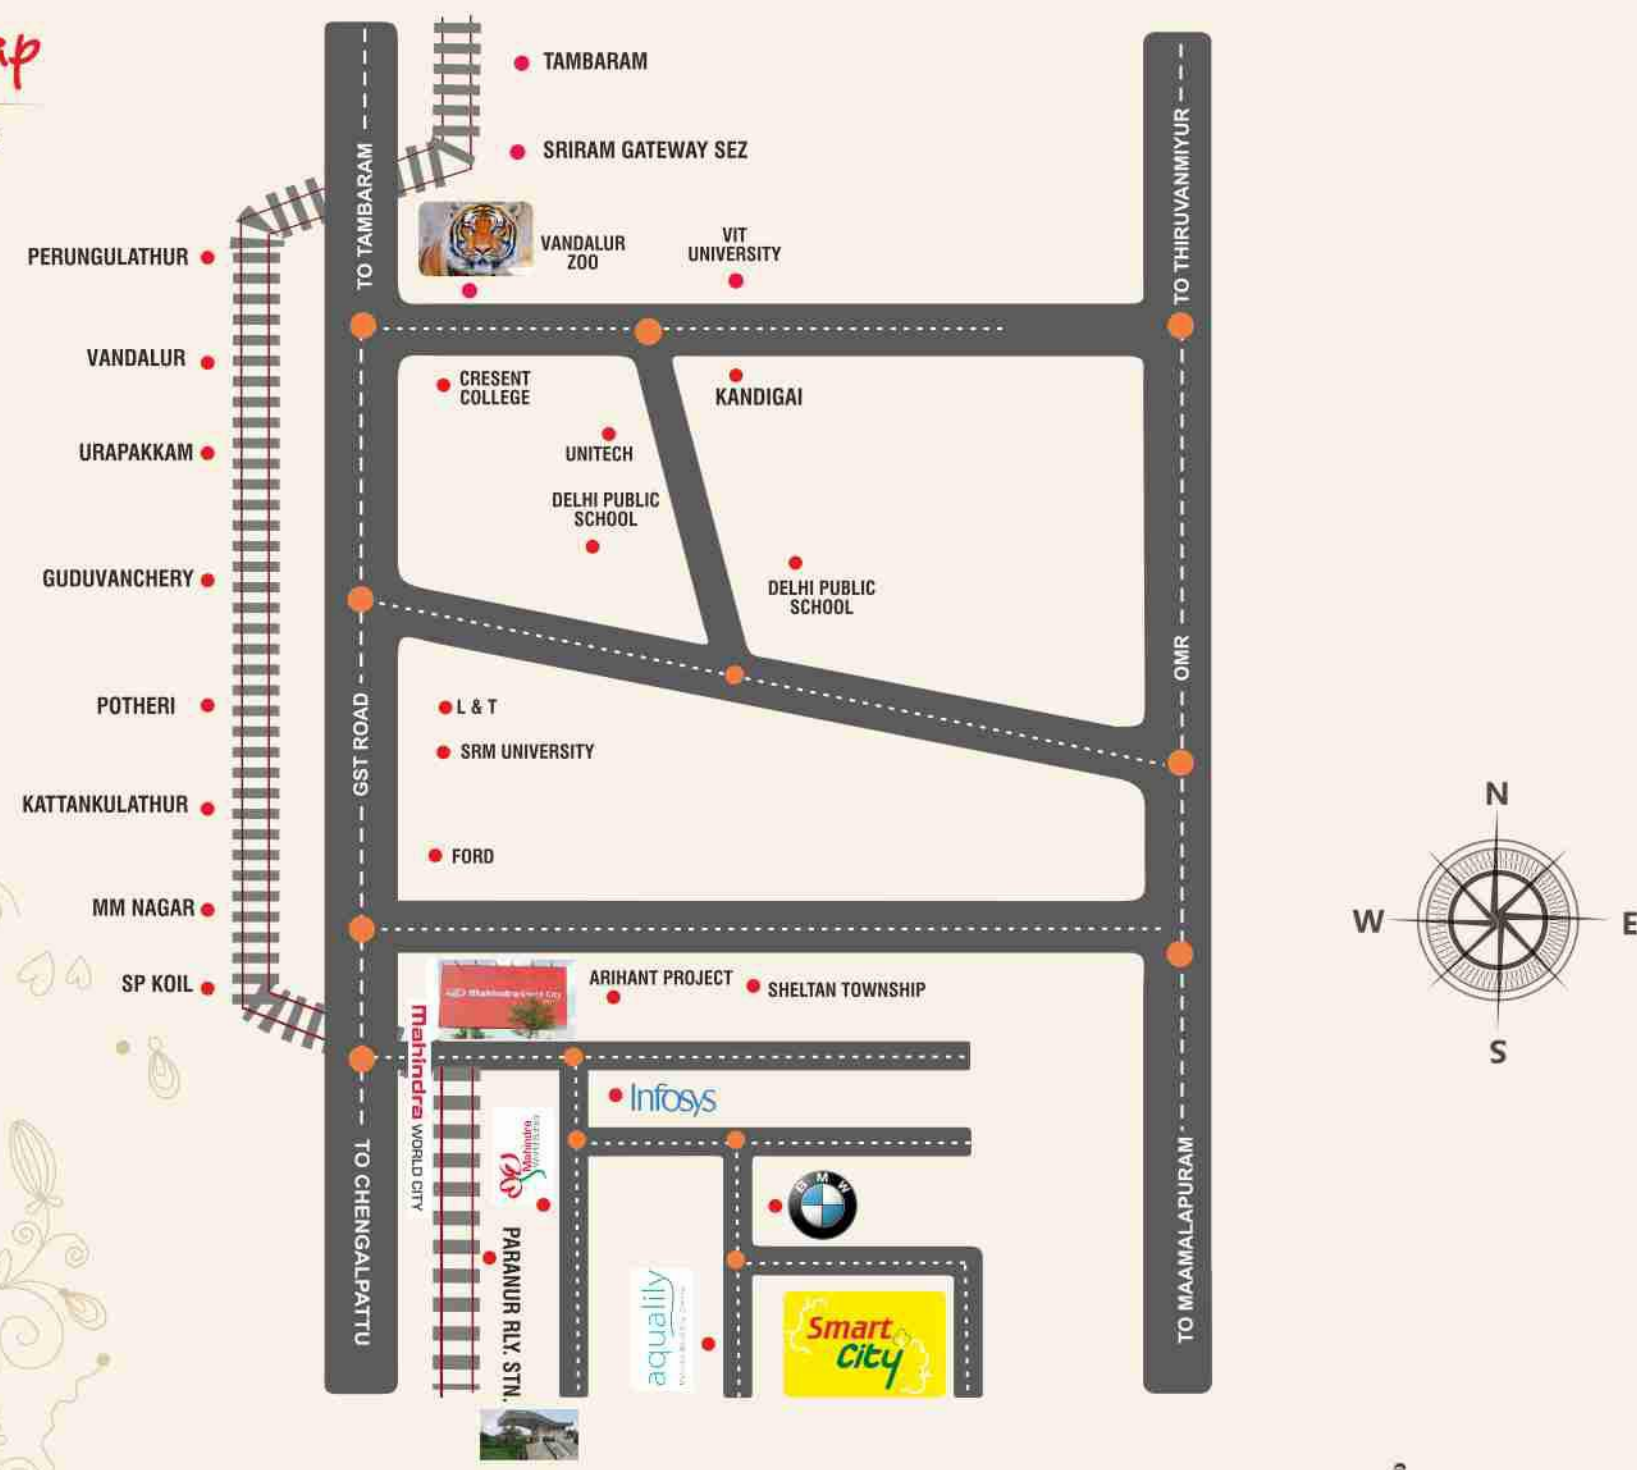 ap
TAMBARAM
SRIRAM GATEWAY SEZ
TO TAMBARAM
TO THIRUVANMIYUR
PERUNGULATHUR
VANDALUR
ZOO
VIT
UNIVERSITY
VANDALUR
CRESENT
COLLEGE
KANDIGAI
URAPAKKAM
UNITECH
DELHI PUBLIC
SCHOOL
GUDUVANCHERY
DELHI PUBLIC
SCHOOL
OMR
POTHERI
GST ROAD
L & T
SRM UNIVERSITY
KATTANKULATHUR
FORD
N
W
E
S
MM NAGAR
SP KOIL
ARIHANT PROJECT
SHELTAN TOWNSHIP
Mahindra WORLD CITY
Infosys
Mahindra
BMW
TO CHENGALPATTU
PARANUR RLY. STN.
aqualily
Smart
City
TO MAAMALAPURAM